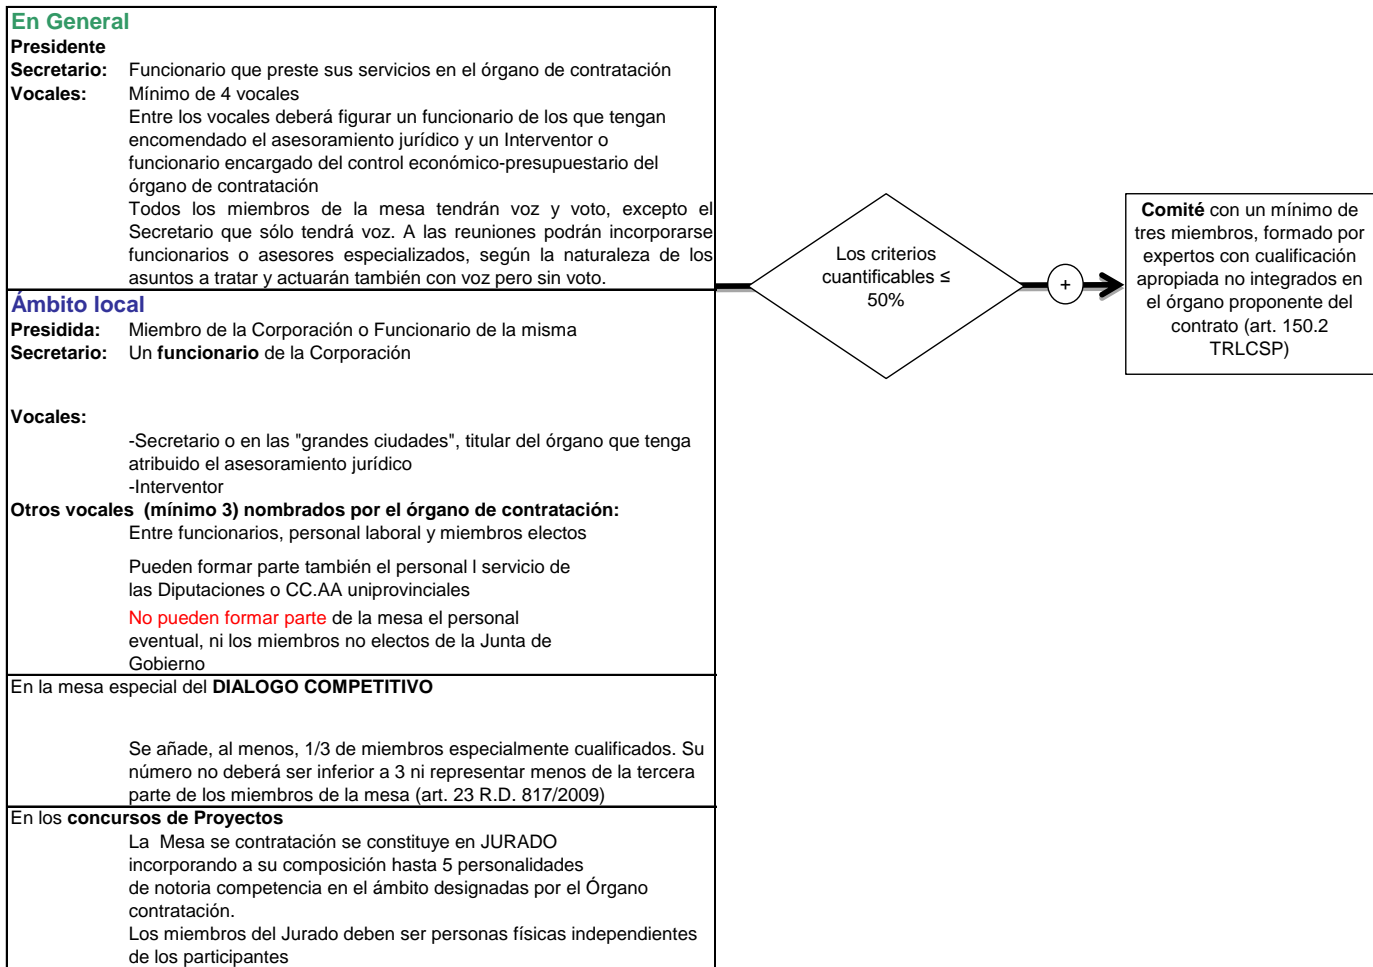 En General
Presidente
Secretario: Funcionario que preste sus servicios en el órgano de contratación
Vocales: Mínimo de 4 vocales
Entre los vocales deberá figurar un funcionario de los que tengan
encomendado el asesoramiento jurídico y un Interventor o
funcionario encargado del control económico-presupuestario del
órgano de contratación
Todos los miembros de la mesa tendrán voz y voto, excepto el
Secretario que sólo tendrá voz. A las reuniones podrán incorporarse
funcionarios o asesores especializados, según la naturaleza de los
asuntos a tratar y actuarán también con voz pero sin voto.
Ámbito local
Presidida: Miembro de la Corporación o Funcionario de la misma
Secretario: Un funcionario de la Corporación
Vocales:
-Secretario o en las "grandes ciudades", titular del órgano que tenga
atribuido el asesoramiento jurídico
-Interventor
Otros vocales (mínimo 3) nombrados por el órgano de contratación:
Entre funcionarios, personal laboral y miembros electos
Pueden formar parte también el personal l servicio de
las Diputaciones o CC.AA uniprovinciales
No pueden formar parte de la mesa el personal
eventual, ni los miembros no electos de la Junta de
Gobierno
En la mesa especial del DIALOGO COMPETITIVO
Se añade, al menos, 1/3 de miembros especialmente cualificados. Su
número no deberá ser inferior a 3 ni representar menos de la tercera
parte de los miembros de la mesa (art. 23 R.D. 817/2009)
En los concursos de Proyectos
La Mesa se contratación se constituye en JURADO
incorporando a su composición hasta 5 personalidades
de notoria competencia en el ámbito designadas por el Órgano
contratación.
Los miembros del Jurado deben ser personas físicas independientes
de los participantes
Los criterios
cuantificables ≤
50%
+
Comité con un mínimo de
tres miembros, formado por
expertos con cualificación
apropiada no integrados en
el órgano proponente del
contrato (art. 150.2
TRLCSP)